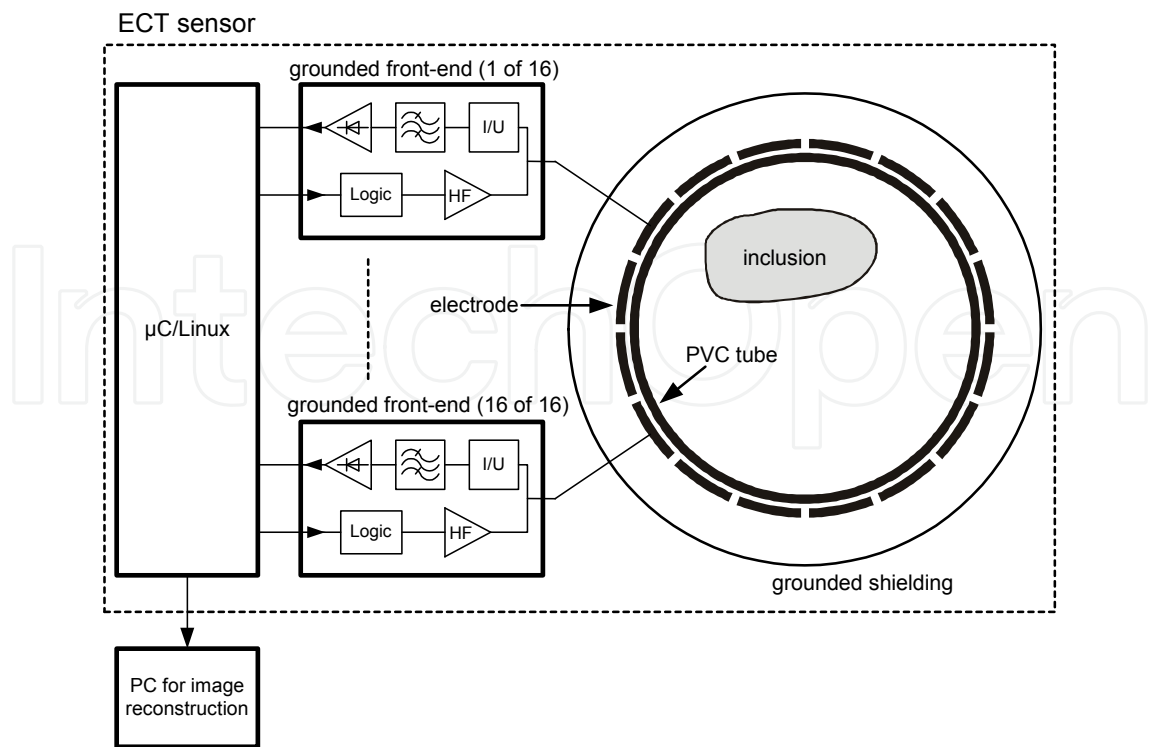 ECT sensor
grounded front-end (1 of 16)
I/U
Logic
HF
inclusion
electrode
µC/Linux
PVC tube
grounded front-end (16 of 16)
I/U
Logic
HF
grounded shielding
PC for image
reconstruction
IntechOpen